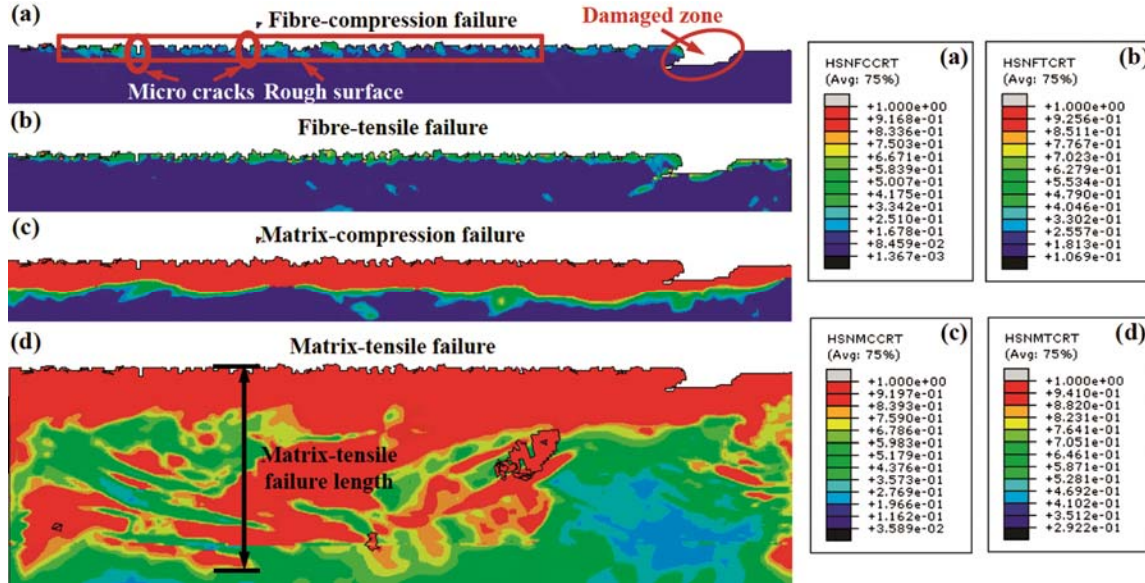 (a)
Fibre-compression failure
Damaged zone
Micro cracks
Rough surface
(b)
Fibre-tensile failure
(c)
Matrix-compression failure
(d)
Matrix-tensile failure
Matrix-tensile
failure length
(a)
HSNFCCRT
(Avg: 75%)
+1.000e+00
+9.168e-01
+8.336e-01
+7.503e-01
+6.671e-01
+5.839e-01
+5.007e-01
+4.175e-01
+3.342e-01
+2.510e-01
+1.678e-01
+8.459e-02
+1.367e-03
(b)
HSNFTCRT
(Avg: 75%)
+1.000e+00
+9.256e-01
+8.511e-01
+7.767e-01
+7.023e-01
+6.279e-01
+5.534e-01
+4.790e-01
+4.046e-01
+3.302e-01
+2.557e-01
+1.813e-01
+1.069e-01
(c)
HSNMCCRT
(Avg: 75%)
+1.000e+00
+9.197e-01
+8.393e-01
+7.590e-01
+6.786e-01
+5.983e-01
+5.179e-01
+4.376e-01
+3.573e-01
+2.769e-01
+1.966e-01
+1.162e-01
+3.589e-02
(d)
HSNMTCRT
(Avg: 75%)
+1.000e+00
+9.410e-01
+8.820e-01
+8.231e-01
+7.641e-01
+7.051e-01
+6.461e-01
+5.871e-01
+5.281e-01
+4.692e-01
+4.102e-01
+3.512e-01
+2.922e-01